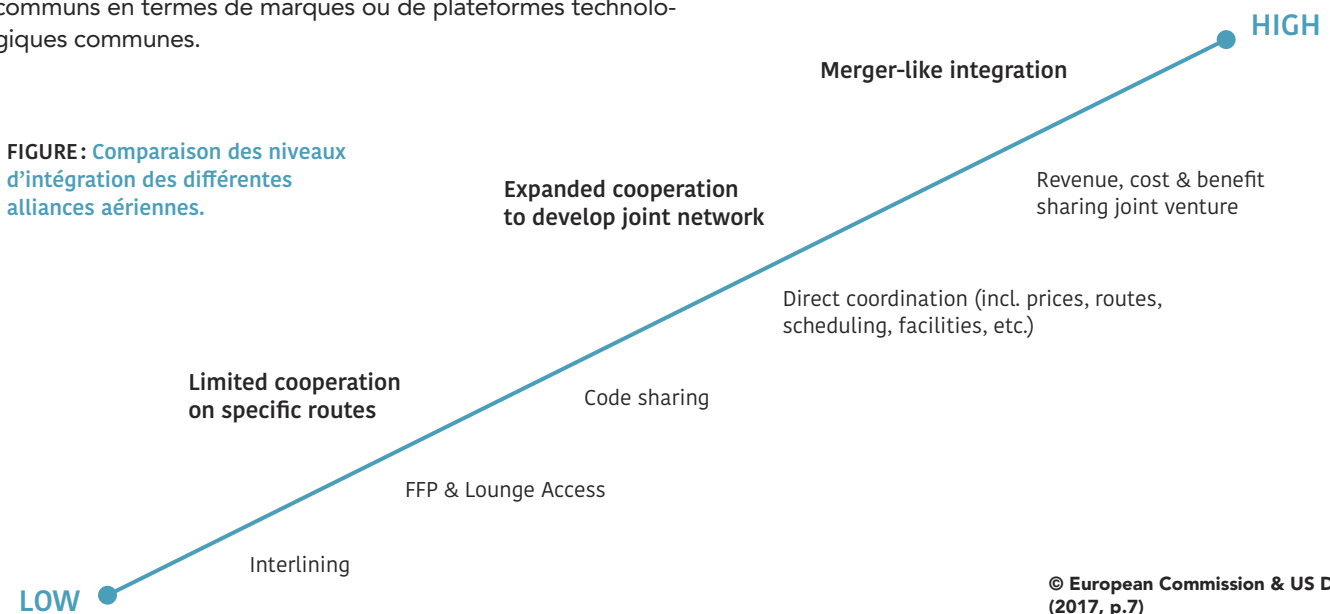 communs en termes de marques ou de plateformes technolo-
giques communes.
HIGH
Merger-like integration
FIGURE : Comparaison des niveaux
d'intégration des différentes
alliances aériennes.
Expanded cooperation
to develop joint network
Revenue, cost & benefit
sharing joint venture
Direct coordination (incl. prices, routes,
scheduling, facilities, etc.)
Limited cooperation
on specific routes
Code sharing
FFP & Lounge Access
Interlining
LOW
© European Commission & US D
(2017, p.7)